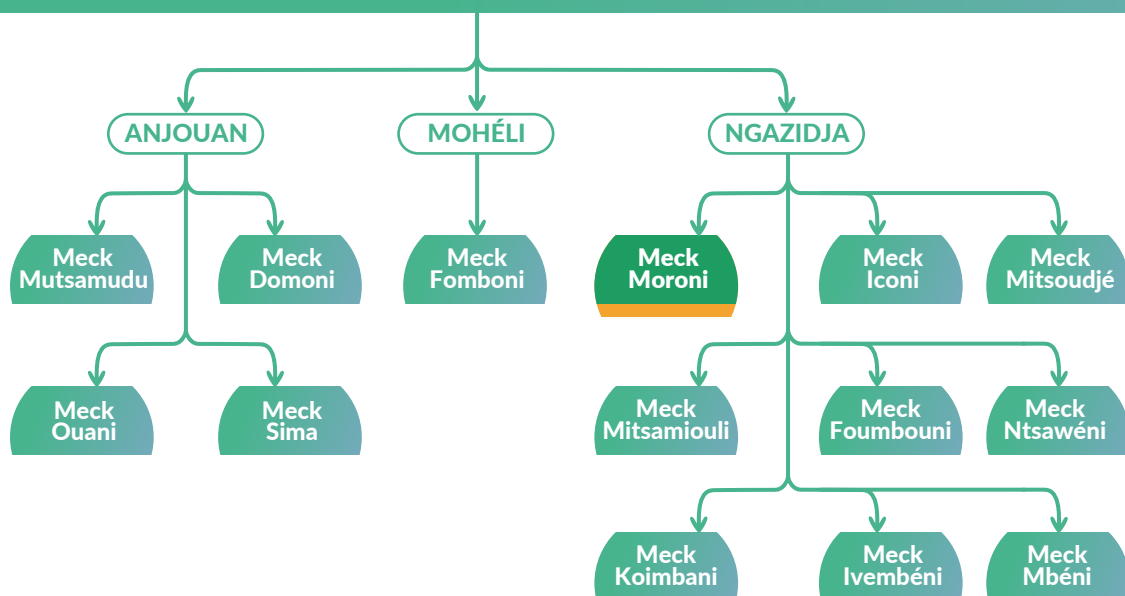 ANJOUAN
MOHÉLI
NGAZIDJA
Meck
Mutsamudu
Meck
Domoni
Meck
Fomboni
Meck
Moroni
Meck
Iconi
Meck
Mitsoudjé
Meck
Ouani
Meck
Sima
Meck
Mitsamiouli
Meck
Foumbouni
Meck
Ntsawéni
Meck
Koimbani
Meck
Ivembéni
Meck
Mbéni